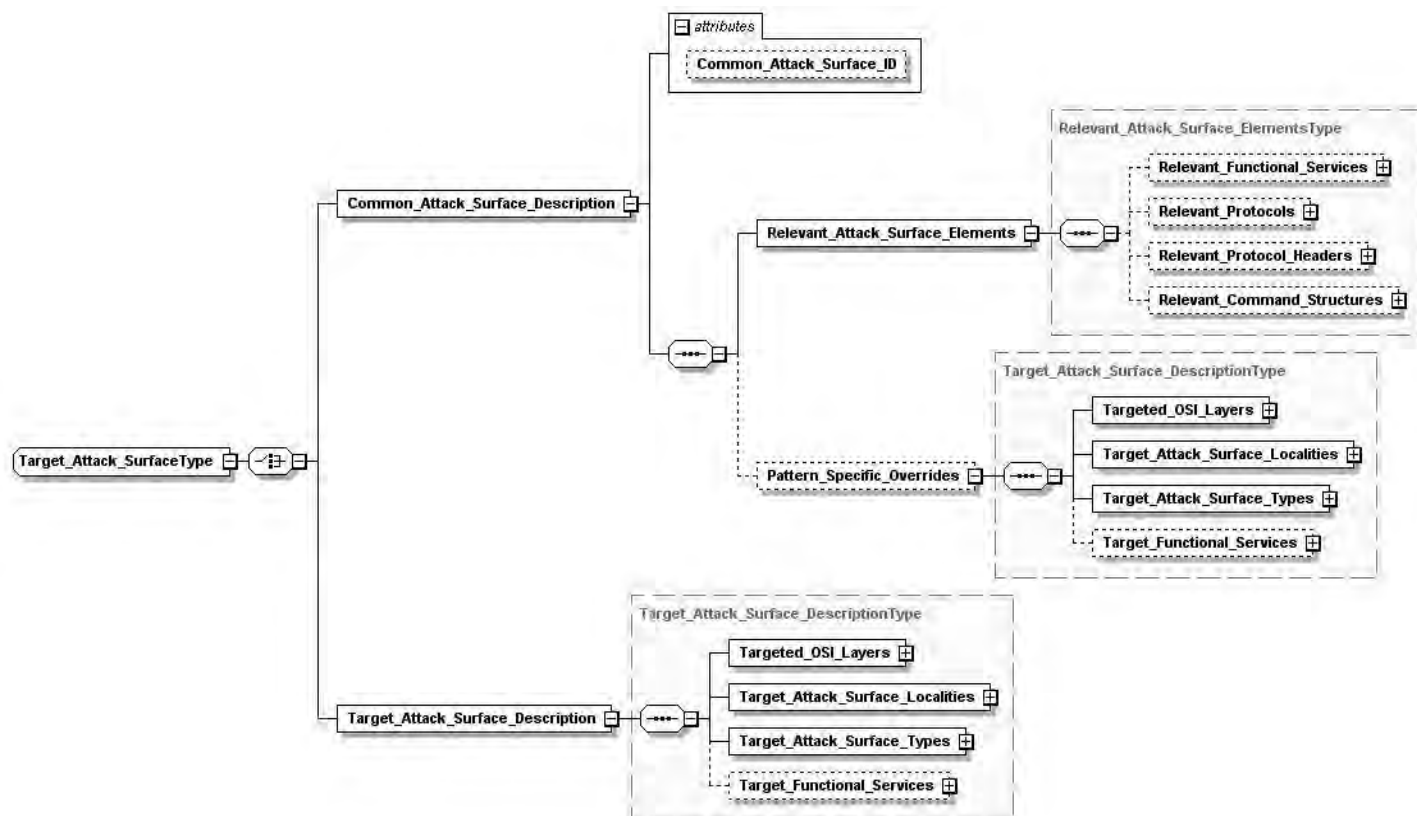 attributes
Common_Attack_Surface_ID
Relevant_Attack_Surface_ElementsType
Relevant_Functional_Services
Common_Attack_Surface_Description
Relevant_Protocols
Relevant_Attack_Surface_Elements
Relevant_Protocol_Headers
Relevant_Command_Structures
Target_Attack_Surface_DescriptionType
Targeted_OSI_Layers
Target_Attack_SurfaceType
Target_Attack_Surface_Localities
Pattern_Specific_Overrides
Target_Attack_Surface_Types
Target_Functional_Services
Target_Attack_Surface_DescriptionType
Targeted_OSI_Layers
Target_Attack_Surface_Localities
Target_Attack_Surface_Description
Target_Attack_Surface_Types
Target_Functional_Services